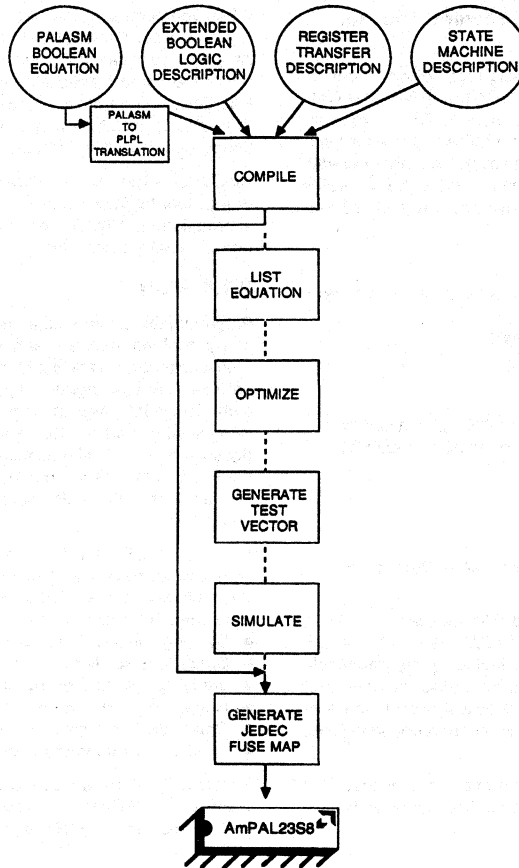 PALASM
BOOLEAN
EQUATION
EXTENDED
BOOLEAN
LOGIC
DESCRIPTION
REGISTER
TRANSFER
DESCRIPTION
STATE
MACHINE
DESCRIPTION
PALASM
TO
PLPL
TRANSLATION
COMPILE
LIST
EQUATION
OPTIMIZE
GENERATE
TEST
VECTOR
SIMULATE
GENERATE
JEDEC
FUSE MAP
AmPAL23S8